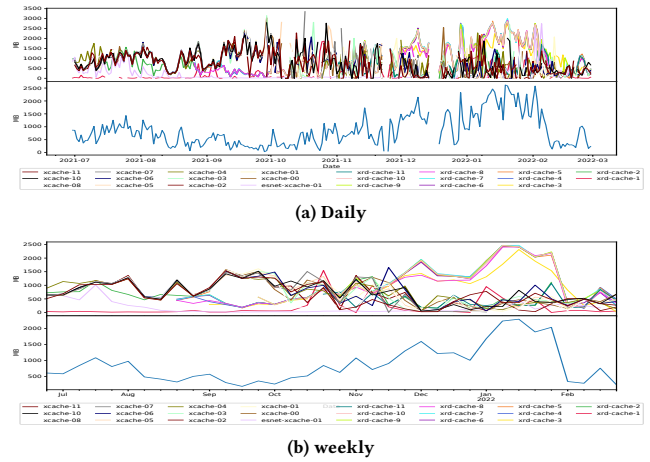 3500
3000
2500
2000
1500
1000
500
0
MB
2500
2000
1500
1000
500
0
MB
2021-07 2021-08 2021-09 2021-10 2021-11 2021-12 2022-01 2022-02 2022-03
Date
xcache-11 xcache-07 xcache-04 xcache-01 xrd-cache-11 xrd-cache-8 xrd-cache-5 xrd-cache-2
xcache-10 xcache-06 xcache-03 xcache-00 xrd-cache-10 xrd-cache-7 xrd-cache-4 xrd-cache-1
xcache-08 xcache-05 xcache-02 esnet-xcache-01 xrd-cache-9 xrd-cache-6 xrd-cache-3
(a) Daily
2500
2000
1500
1000
500
0
MB
2000
1500
1000
500
MB
Jul Aug Sep Oct Nov Dec Jan Feb
2022
xcache-11 xcache-07 xcache-04 xcache-01 xrd-cache-11 xrd-cache-8 xrd-cache-5 xrd-cache-2
xcache-10 xcache-06 xcache-03 xcache-00 xrd-cache-10 xrd-cache-7 xrd-cache-4 xrd-cache-1
xcache-08 xcache-05 xcache-02 esnet-xcache-01 xrd-cache-9 xrd-cache-6 xrd-cache-3
(b) weekly